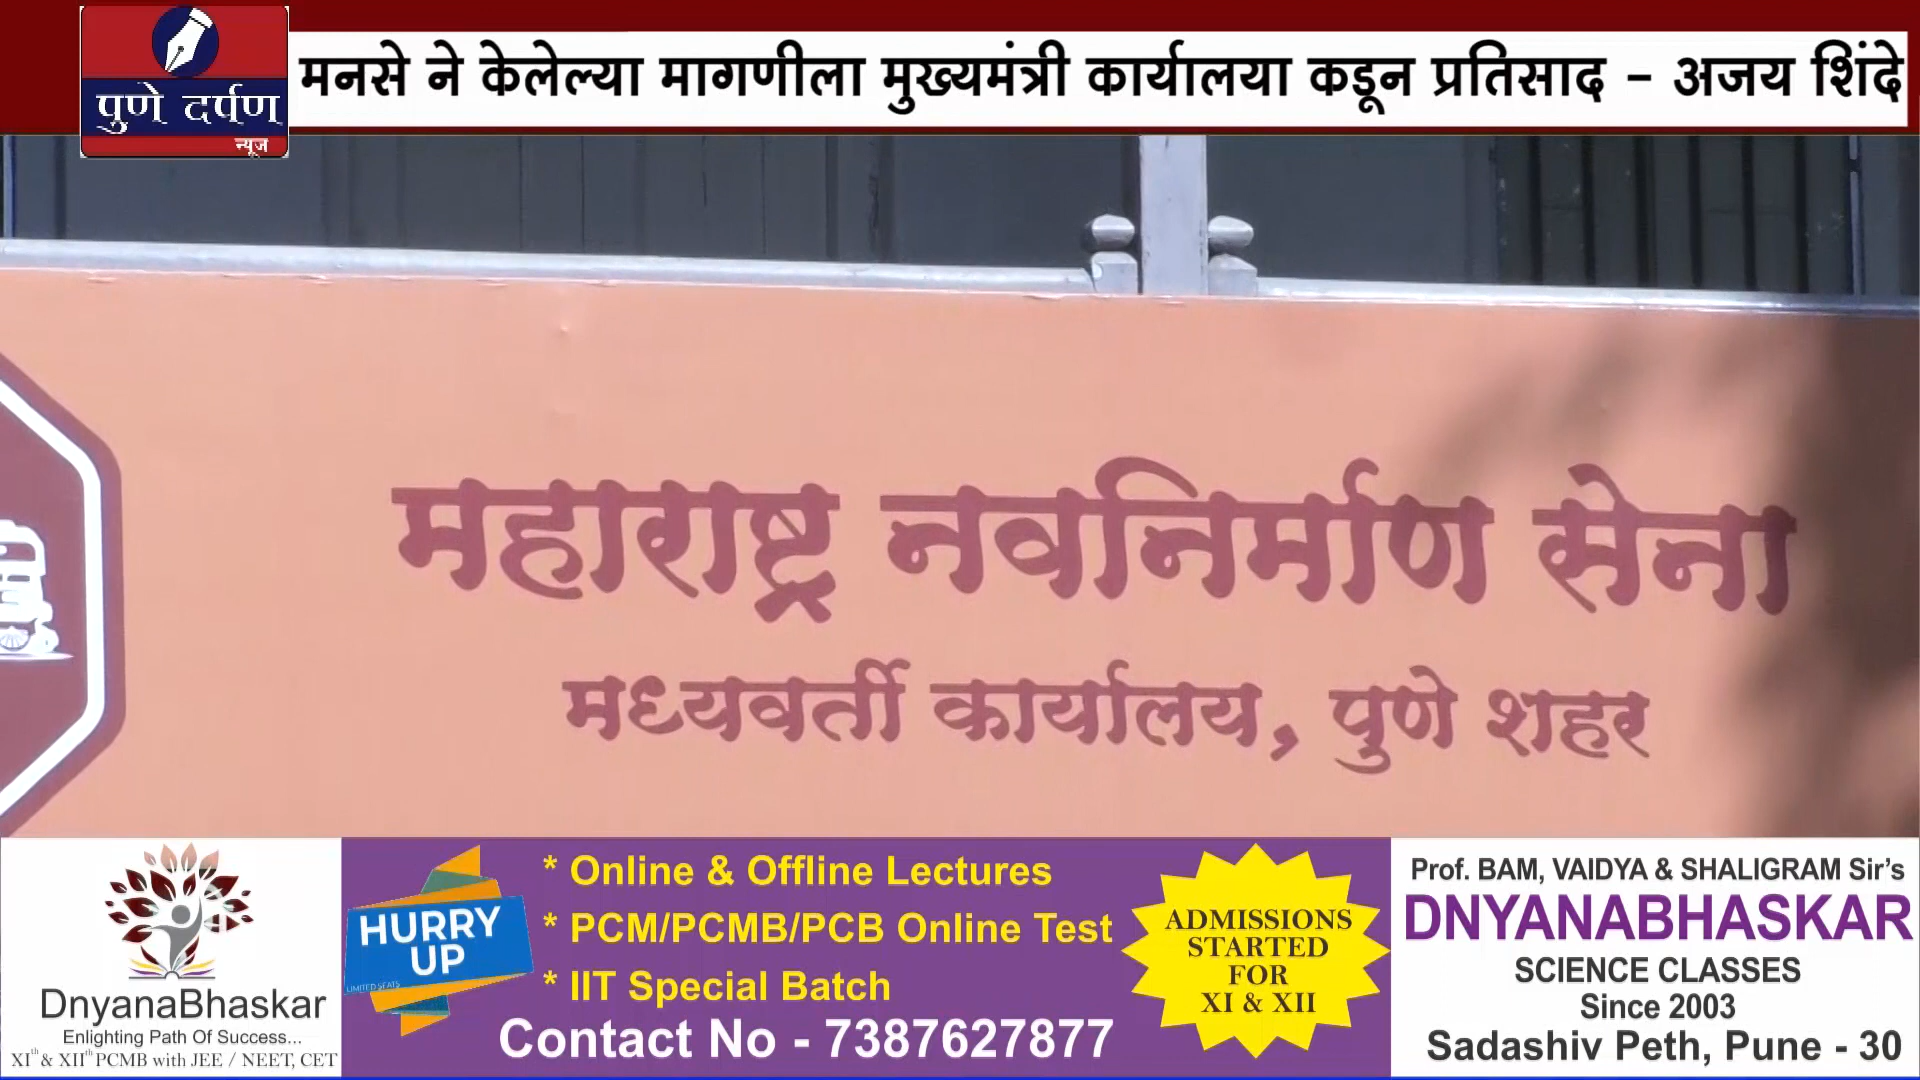 पुणे दर्पण
न्यूज
मनसे ने केलेल्या मागणीला मुख्यमंत्री कार्यालया कडून प्रतिसाद - अजय शिंदे
महाराष्ट्र नवनिर्माण सेना
मध्यवर्ती कार्यालय, पुणे शहर
DnyanaBhaskar
Enlighting Path Of Success...
XIth & XIIth PCMB with JEE / NEET, CET
HURRY
UP
LIMITED SEATS
* Online & Offline Lectures
* PCM/PCMB/PCB Online Test
* IIT Special Batch
Contact No - 7387627877
ADMISSIONS
STARTED
FOR
XI & XII
Prof. BAM, VAIDYA & SHALIGRAM Sir's
DNYANABHASKAR
SCIENCE CLASSES
Since 2003
Sadashiv Peth, Pune - 30